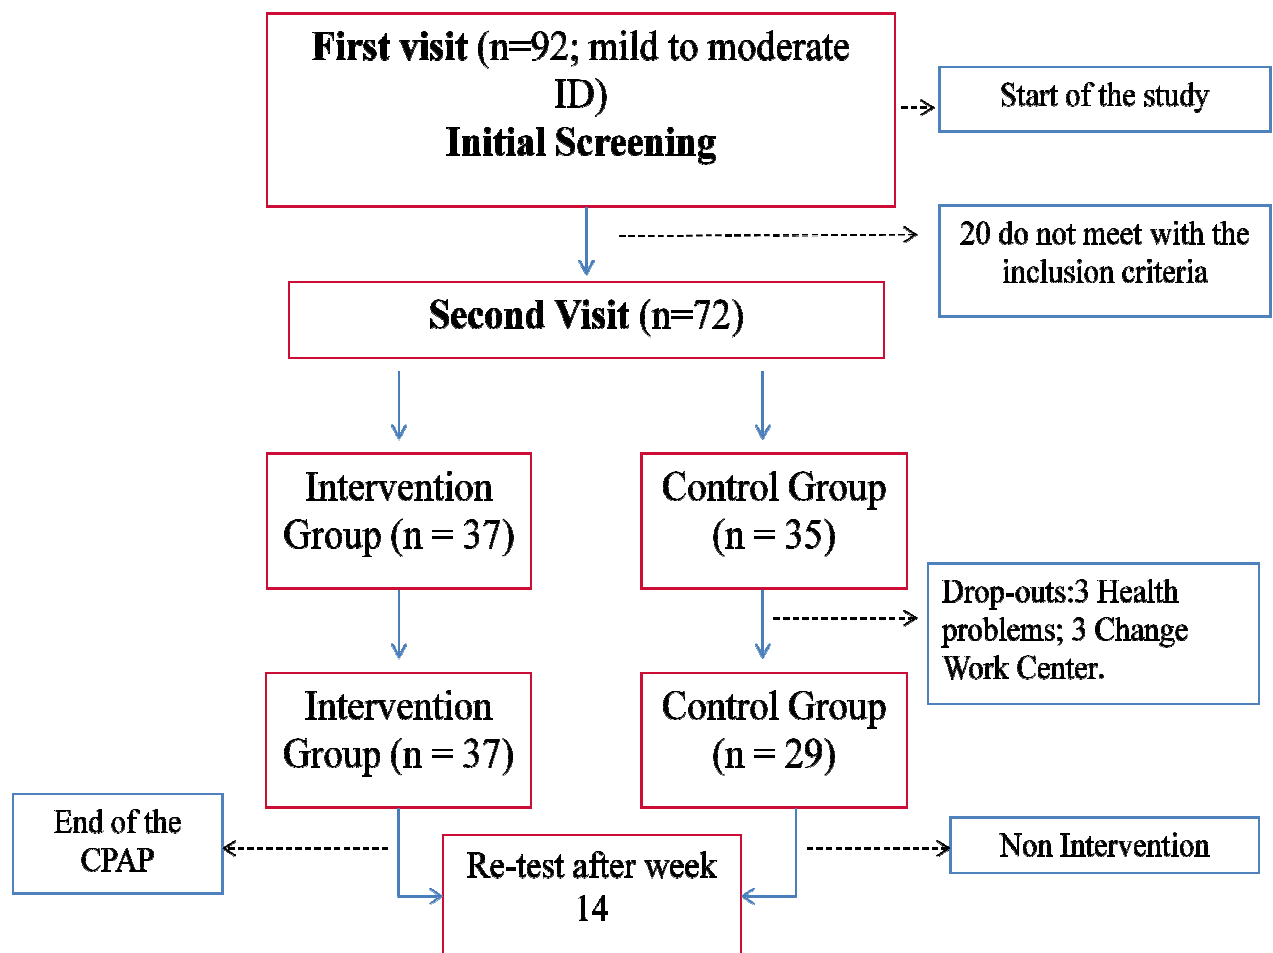 First visit (n=92; mild to moderate
ID)
Initial Screening
Start of the study
20 do not meet with the
inclusion criteria
Second Visit (n=72)
Intervention
Group (n = 37)
Control Group
(n = 35)
Drop-outs:3 Health
problems; 3 Change
Work Center.
Intervention
Group (n = 37)
Control Group
(n = 29)
End of the
CPAP
Re-test after week
14
Non Intervention